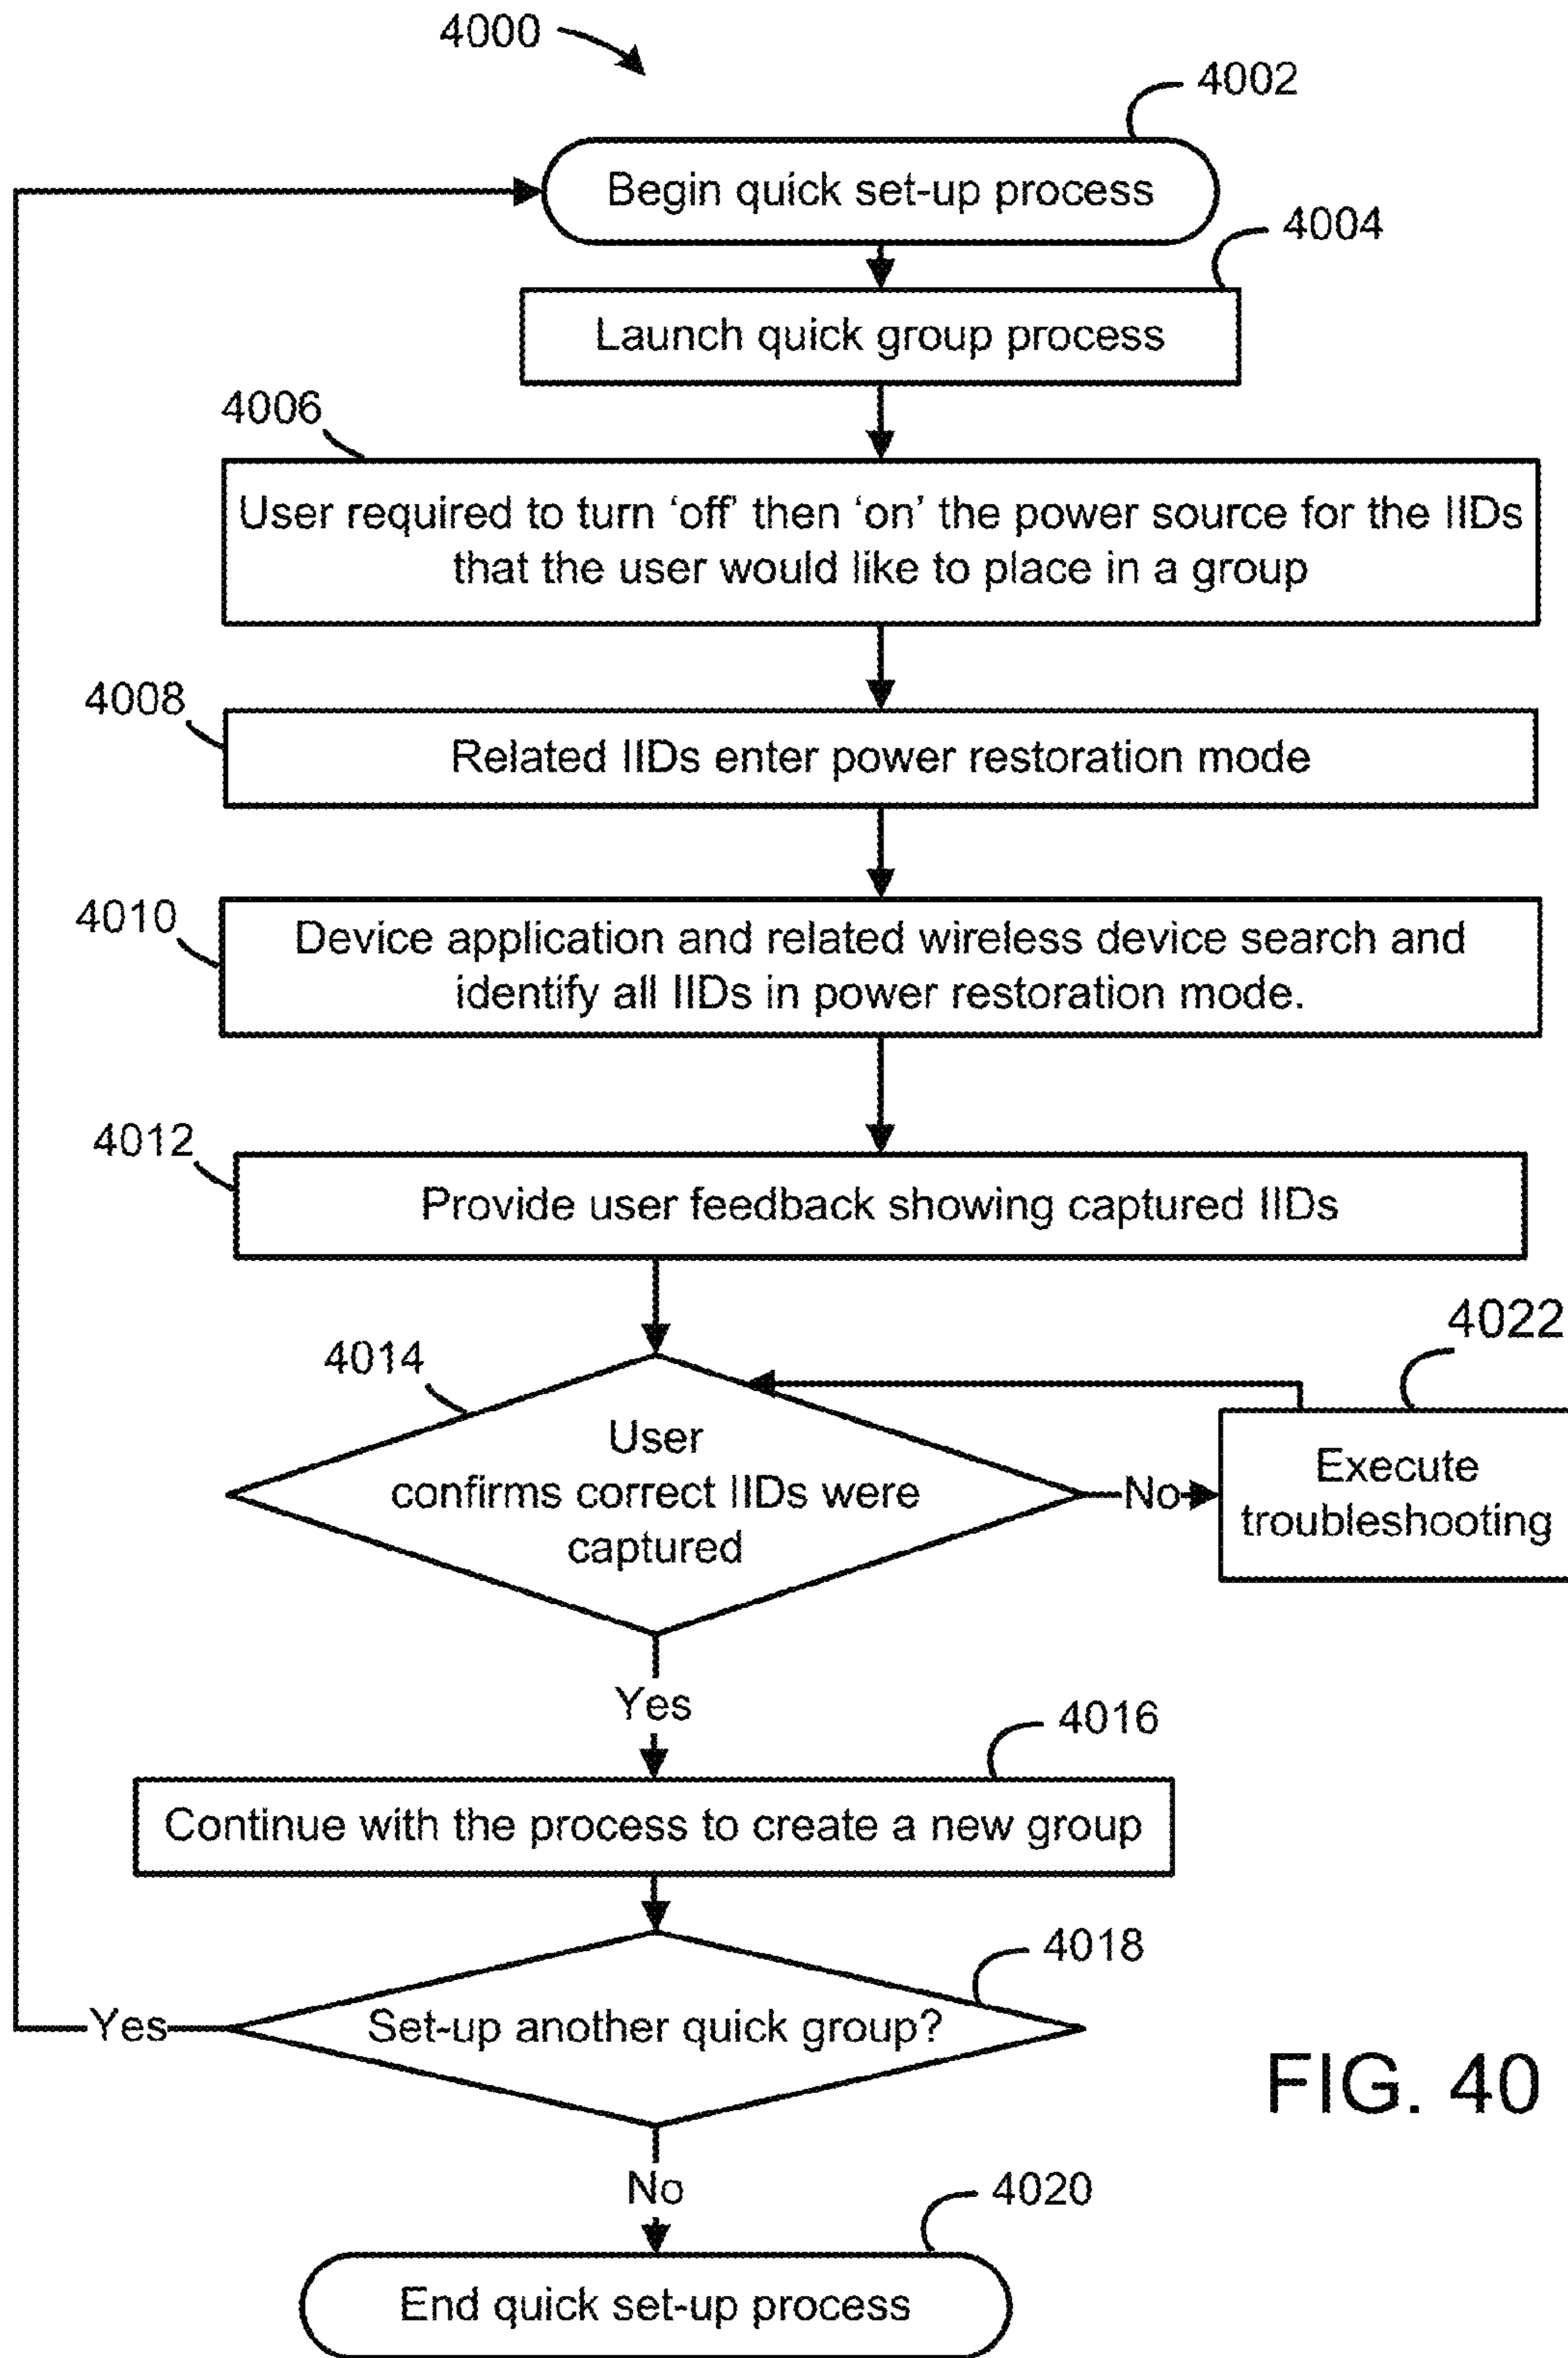 4000
4002
Begin quick set-up process
4004
Launch quick group process
4006
User required to turn ‘off’ then ‘on’ the power source for the IIDs
that the user would like to place in a group
4008
Related IIDs enter power restoration mode
4010
Device application and related wireless device search and
identify all IIDs in power restoration mode.
4012
Provide user feedback showing captured IIDs
4014
User
confirms correct IIDs were
captured
No
4022
Execute
troubleshooting
Yes
4016
Continue with the process to create a new group
4018
Set-up another quick group?
Yes
No
4020
End quick set-up process
FIG. 40